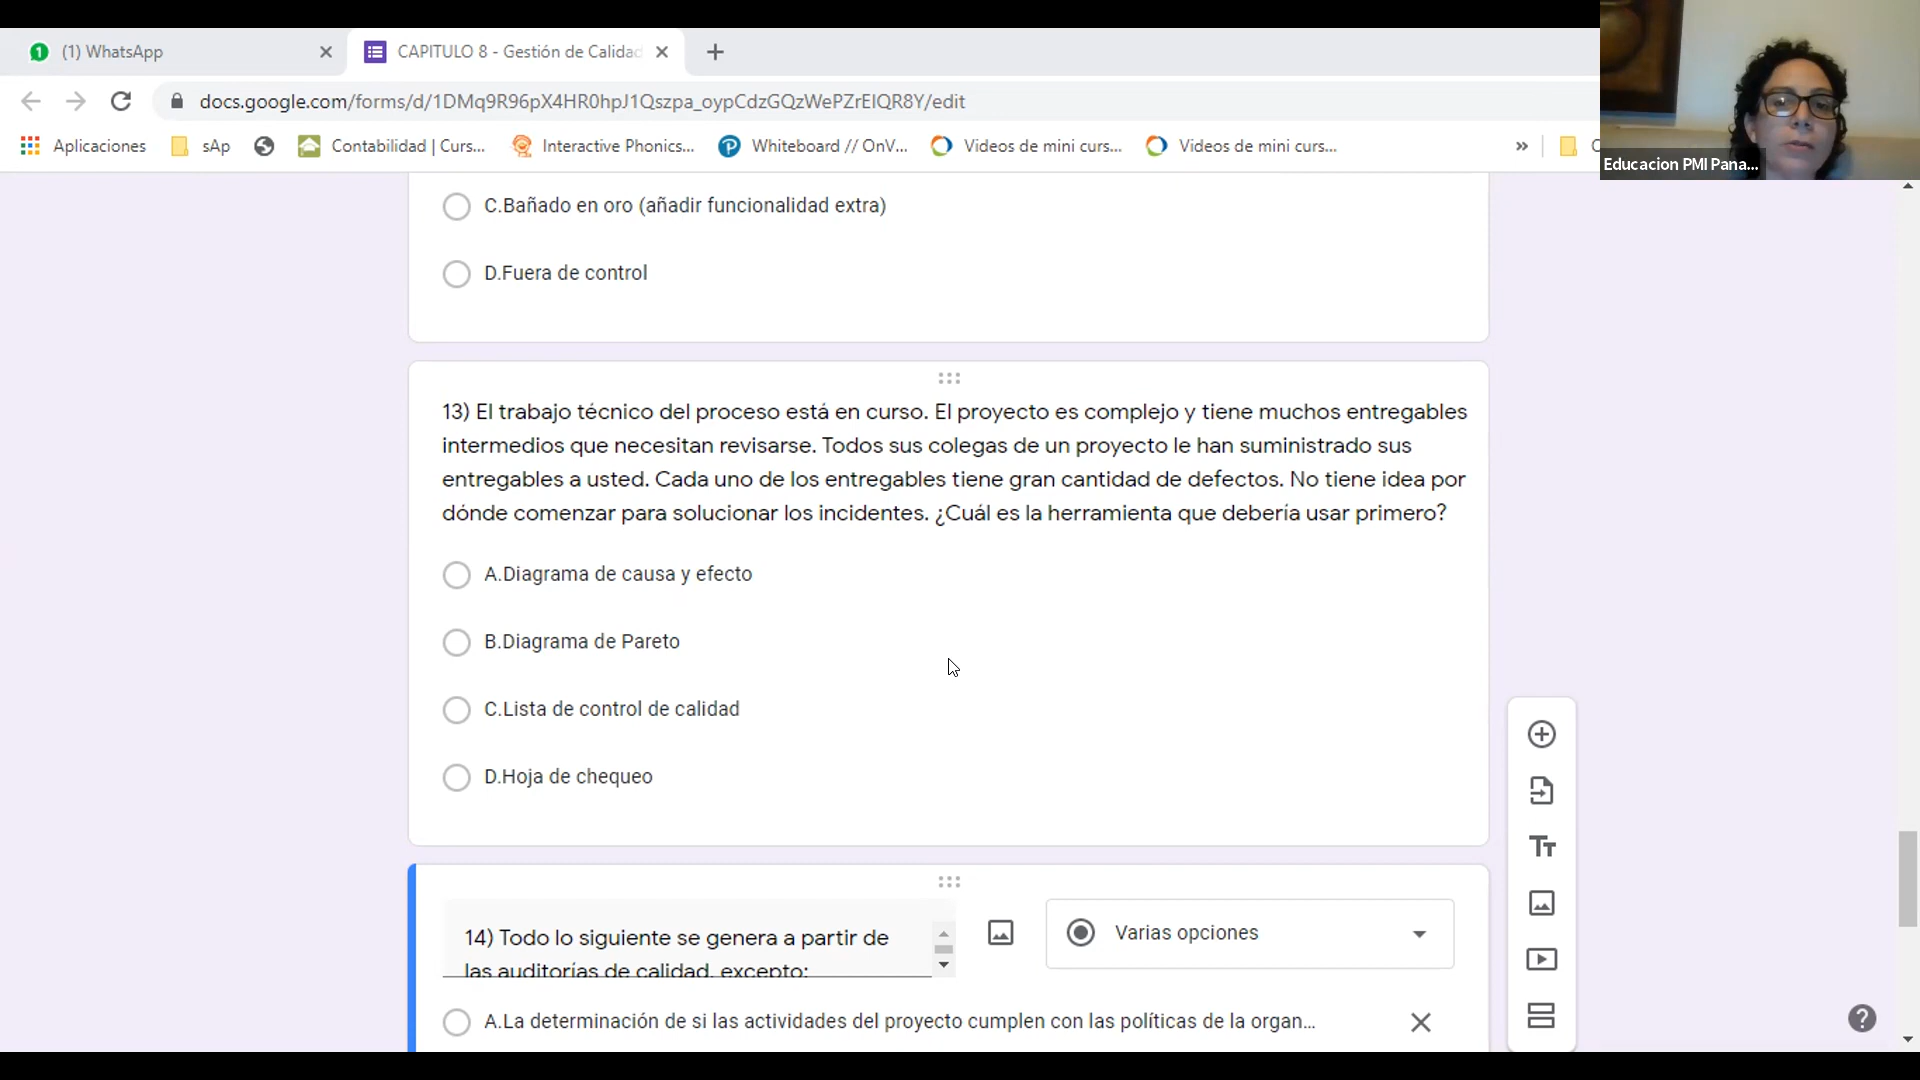 1 (1) WhatsApp
CAPITULO 8 - Gestión de Calidad
docs.google.com/forms/d/1DMq9R96pX4HR0hpJ1Qszpa_oypCdzGQzWePZrEIQR8Y/edit
Aplicaciones sAp Contabilidad | Curs... Interactive Phonics... Whiteboard // OnV... Videos de mini curs... Videos de mini curs... »
Educacion PMI Pana...
C.Bañado en oro (añadir funcionalidad extra)
D.Fuera de control
13) El trabajo técnico del proceso está en curso. El proyecto es complejo y tiene muchos entregables
intermedios que necesitan revisarse. Todos sus colegas de un proyecto le han suministrado sus
entregables a usted. Cada uno de los entregables tiene gran cantidad de defectos. No tiene idea por
dónde comenzar para solucionar los incidentes. ¿Cuál es la herramienta que debería usar primero?
A.Diagrama de causa y efecto
B.Diagrama de Pareto
C.Lista de control de calidad
D.Hoja de chequeo
14) Todo lo siguiente se genera a partir de
las auditorías de calidad, excepto:
Varias opciones
A.La determinación de si las actividades del proyecto cumplen con las políticas de la organ...